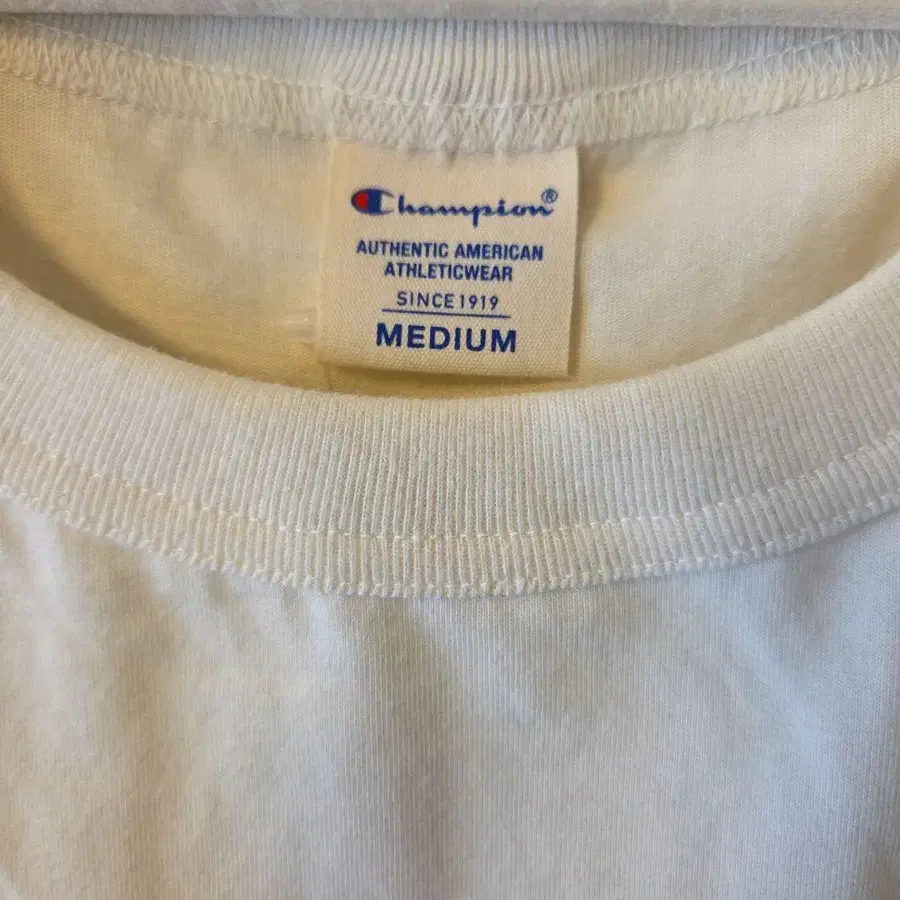 Champion®
AUTHENTIC AMERICAN
ATHLETICWEAR
SINCE 1919
MEDIUM